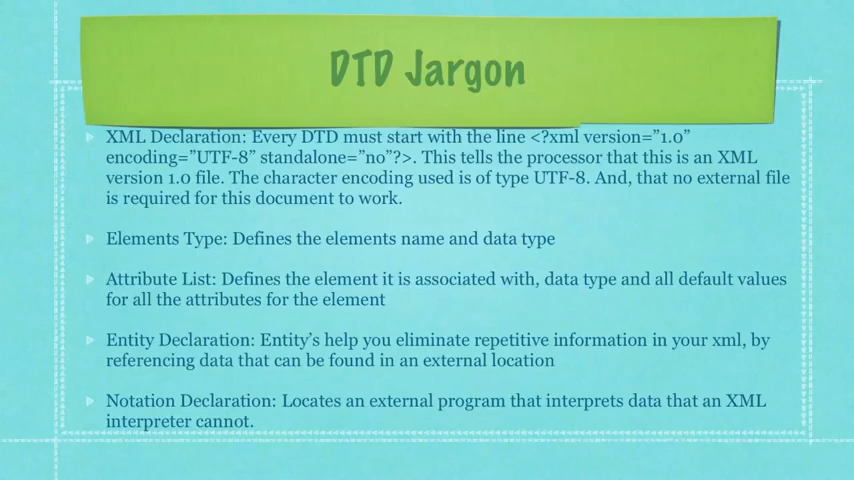 DTD Jargon
XML Declaration: Every DTD must start with the line <?xml version=”1.0”
encoding=”UTF-8” standalone=”no”?>. This tells the processor that this is an XML
version 1.0 file. The character encoding used is of type UTF-8. And, that no external file
is required for this document to work.
Elements Type: Defines the elements name and data type
Attribute List: Defines the element it is associated with, data type and all default values
for all the attributes for the element
Entity Declaration: Entity’s help you eliminate repetitive information in your xml, by
referencing data that can be found in an external location
Notation Declaration: Locates an external program that interprets data that an XML
interpreter cannot.